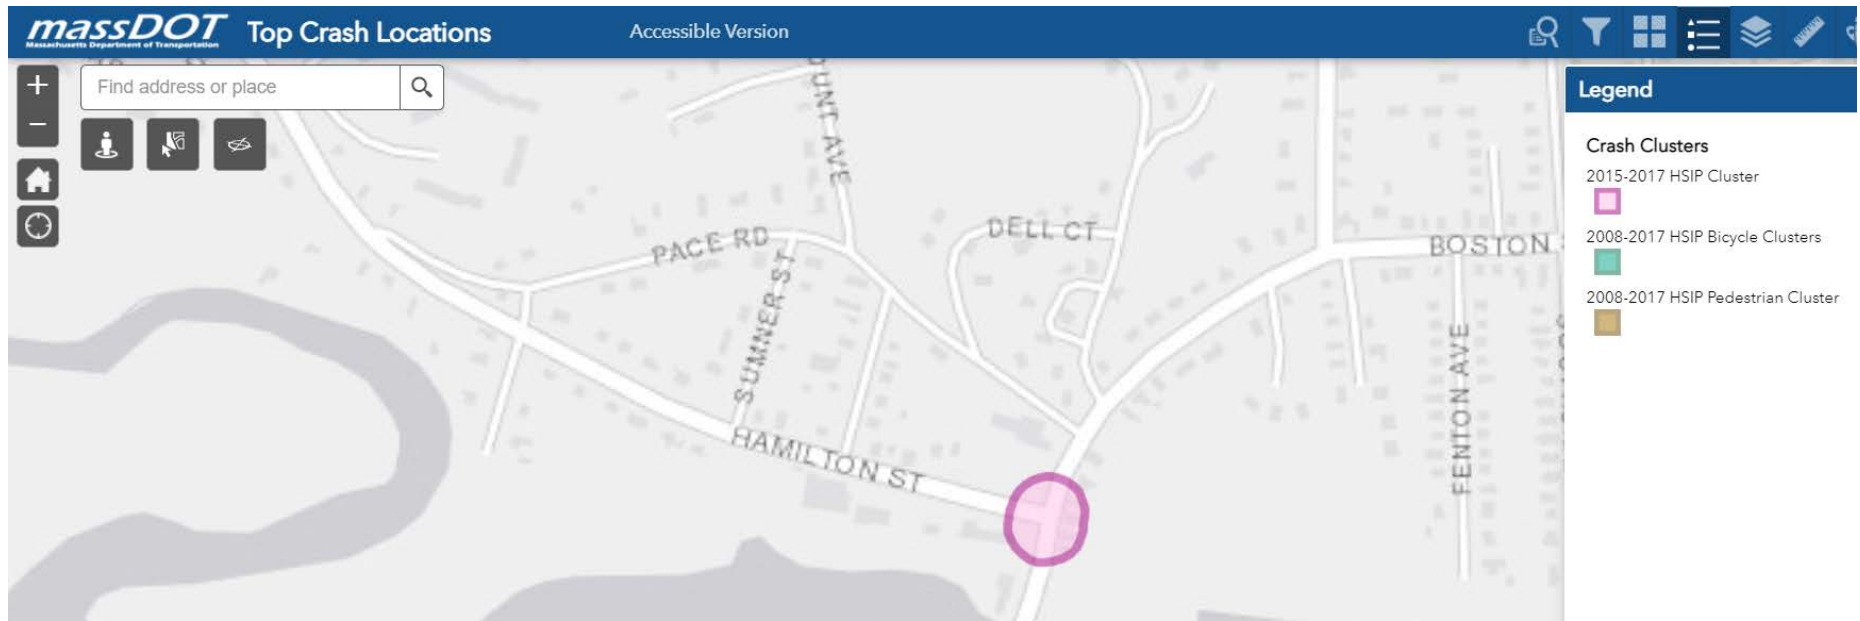 massDOT
Massachusetts Department of Transportation
Top Crash Locations
Accessible Version
Find address or place
Legend
Crash Clusters
2015-2017 HSIP Cluster
2008-2017 HSIP Bicycle Clusters
2008-2017 HSIP Pedestrian Cluster
PACE RD
DELL CT
BOSTON
SUMNER ST
HAMILTON ST
FENTON AVE